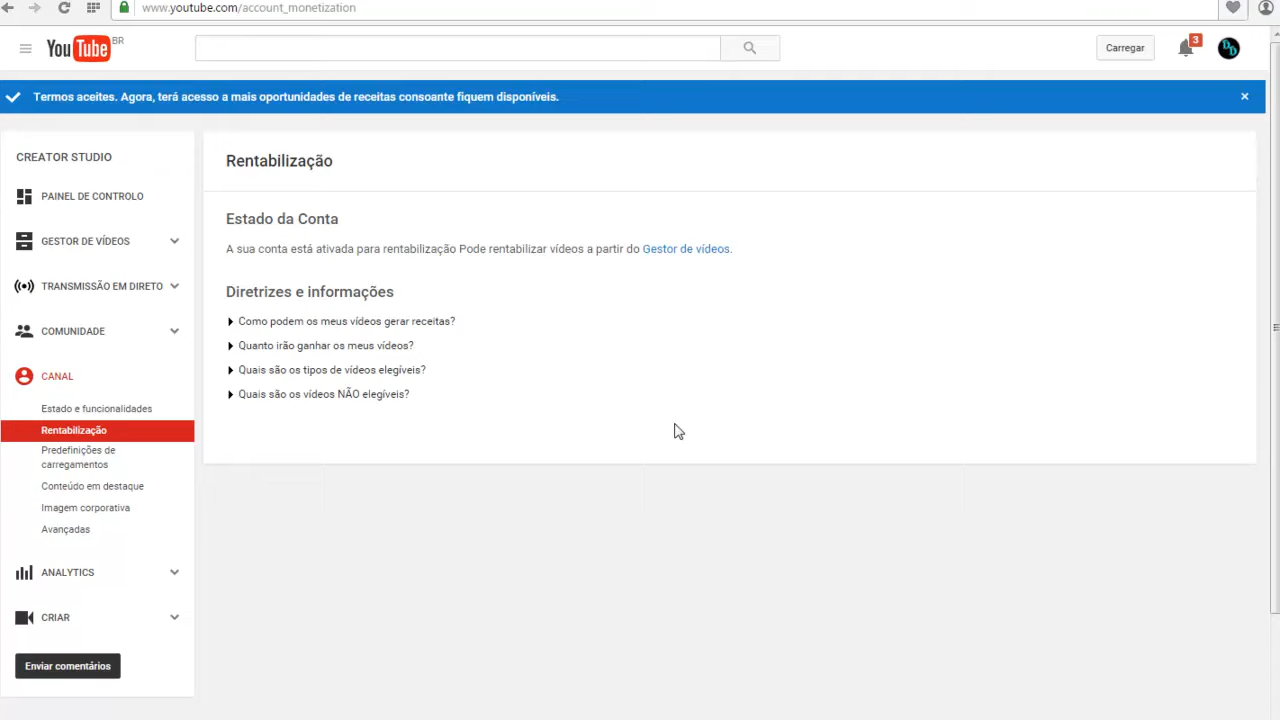 www.youtube.com/account_monetization
YouTube BR
Carregar
3
Termos aceites. Agora, terá acesso a mais oportunidades de receitas consoante fiquem disponíveis.
CREATOR STUDIO
PAINEL DE CONTROLO
GESTOR DE VÍDEOS
TRANSMISSÃO EM DIRETO
COMUNIDADE
CANAL
Estado e funcionalidades
Rentabilização
Predefinições de
carregamentos
Conteúdo em destaque
Imagem corporativa
Avançadas
ANALYTICS
CRIAR
Enviar comentários
Rentabilização
Estado da Conta
A sua conta está ativada para rentabilização Pode rentabilizar vídeos a partir do Gestor de vídeos.
Diretrizes e informações
Como podem os meus vídeos gerar receitas?
Quanto irão ganhar os meus vídeos?
Quais são os tipos de vídeos elegíveis?
Quais são os vídeos NÃO elegíveis?